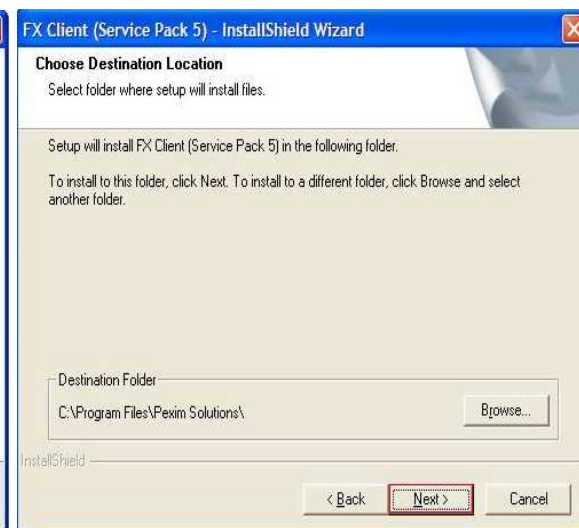 FX Client (Service Pack 5) - InstallShield Wizard
Choose Destination Location
Select folder where setup will install files.
Setup will install FX Client (Service Pack 5) in the following folder.
To install to this folder, click Next. To install to a different folder, click Browse and select
another folder.
Destination Folder
C:\Program Files\Pexim Solutions\
Browse...
InstallShield
< Back
Next >
Cancel